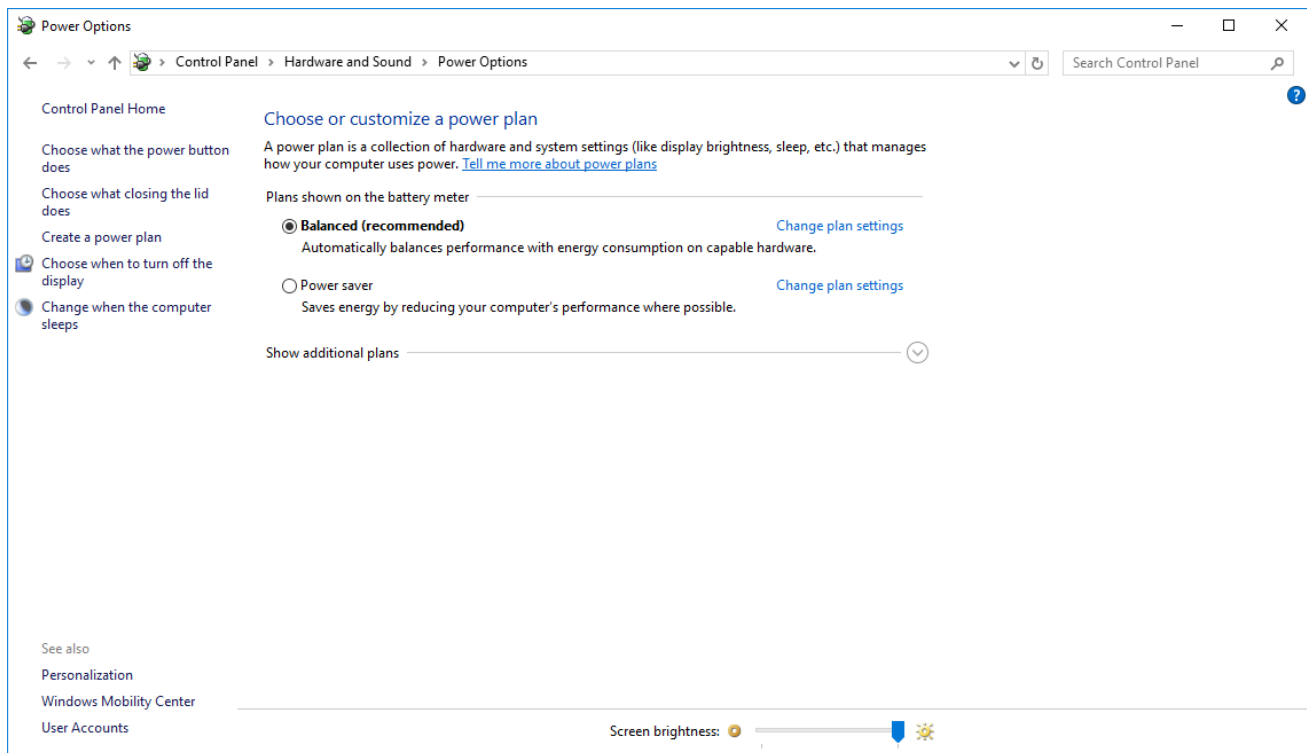 Power Options
Control Panel › Hardware and Sound › Power Options
Search Control Panel
Control Panel Home
Choose what the power button
does
Choose what closing the lid
does
Create a power plan
Choose when to turn off the
display
Change when the computer
sleeps
Choose or customize a power plan
A power plan is a collection of hardware and system settings (like display brightness, sleep, etc.) that manages
how your computer uses power. Tell me more about power plans
Plans shown on the battery meter
Balanced (recommended) Change plan settings
Automatically balances performance with energy consumption on capable hardware.
Power saver Change plan settings
Saves energy by reducing your computer's performance where possible.
Show additional plans
See also
Personalization
Windows Mobility Center
User Accounts
Screen brightness: